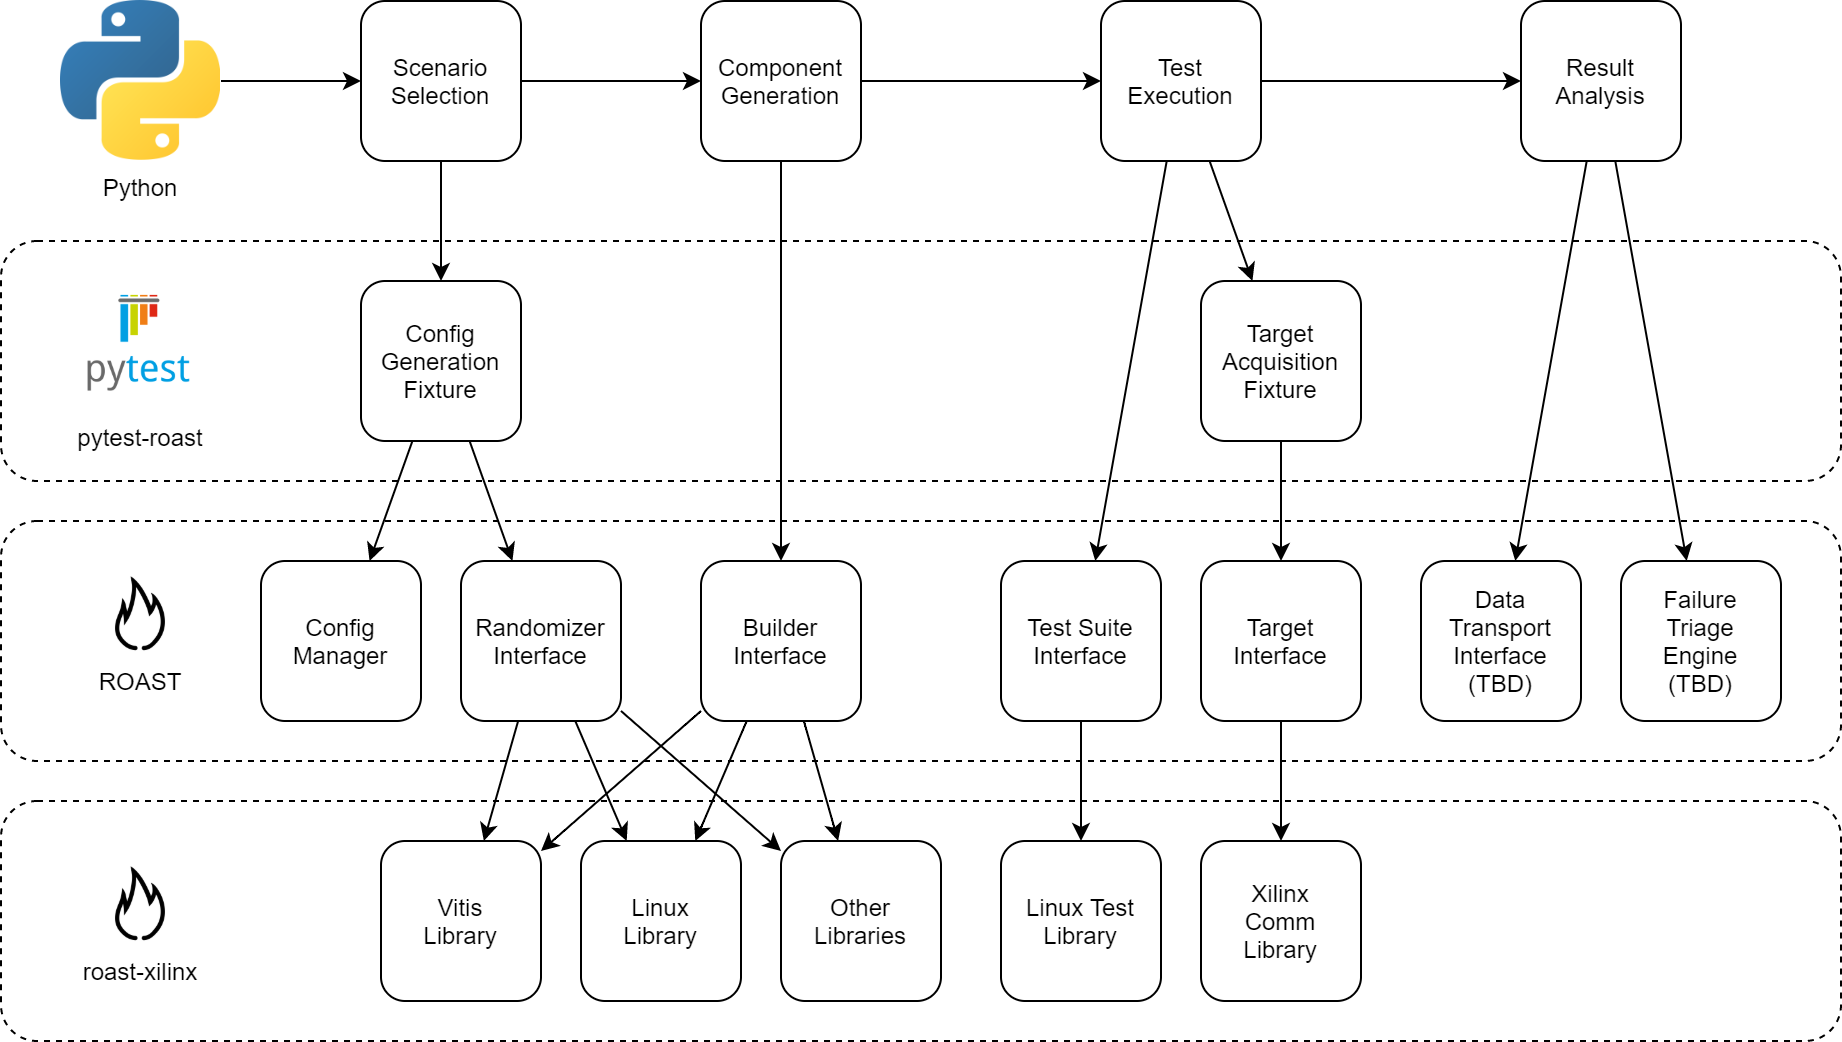 Scenario
Selection
Component
Generation
Test
Execution
Result
Analysis
Python
pytest
pytest-roast
Config
Generation
Fixture
Target
Acquisition
Fixture
ROAST
Config
Manager
Randomizer
Interface
Builder
Interface
Test Suite
Interface
Target
Interface
Data
Transport
Interface
(TBD)
Failure
Triage
Engine
(TBD)
roast-xilinx
Vitis
Library
Linux
Library
Other
Libraries
Linux Test
Library
Xilinx
Comm
Library